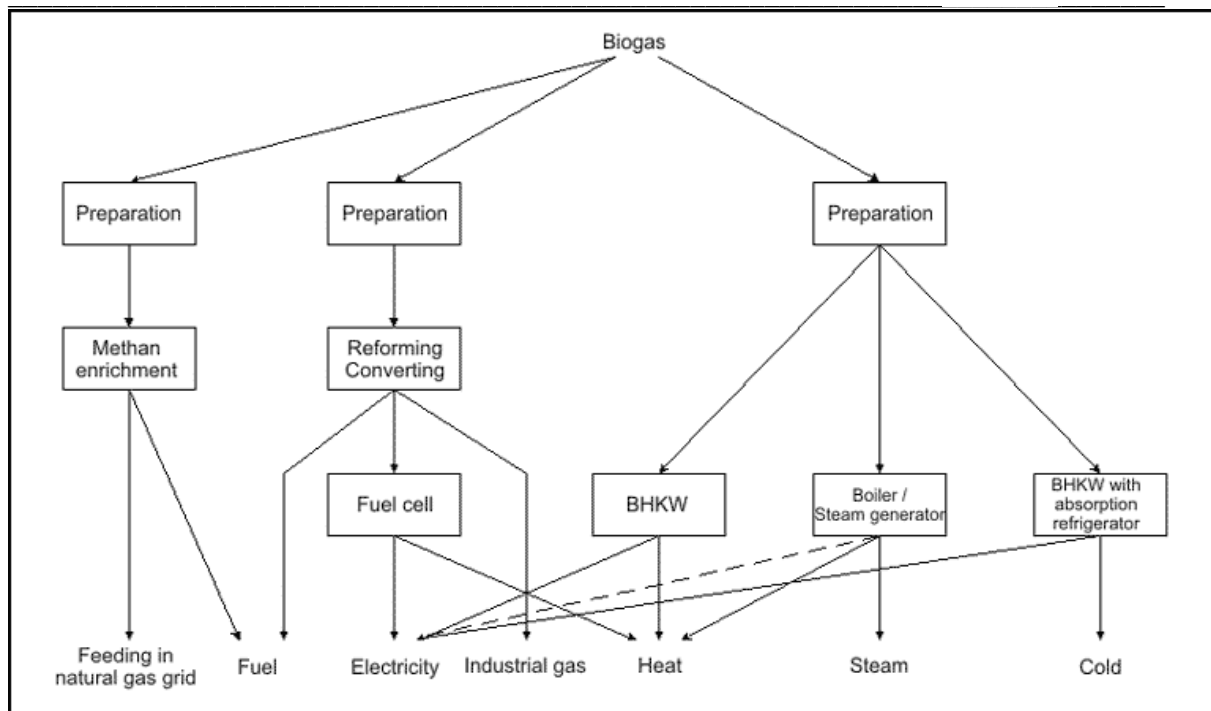 Biogas
Preparation
Preparation
Preparation
Methan
enrichment
Reforming
Converting
Fuel cell
BHKW
Boiler /
Steam generator
BHKW with
absorption
refrigerator
Feeding in
natural gas grid
Fuel
Electricity
Industrial gas
Heat
Steam
Cold